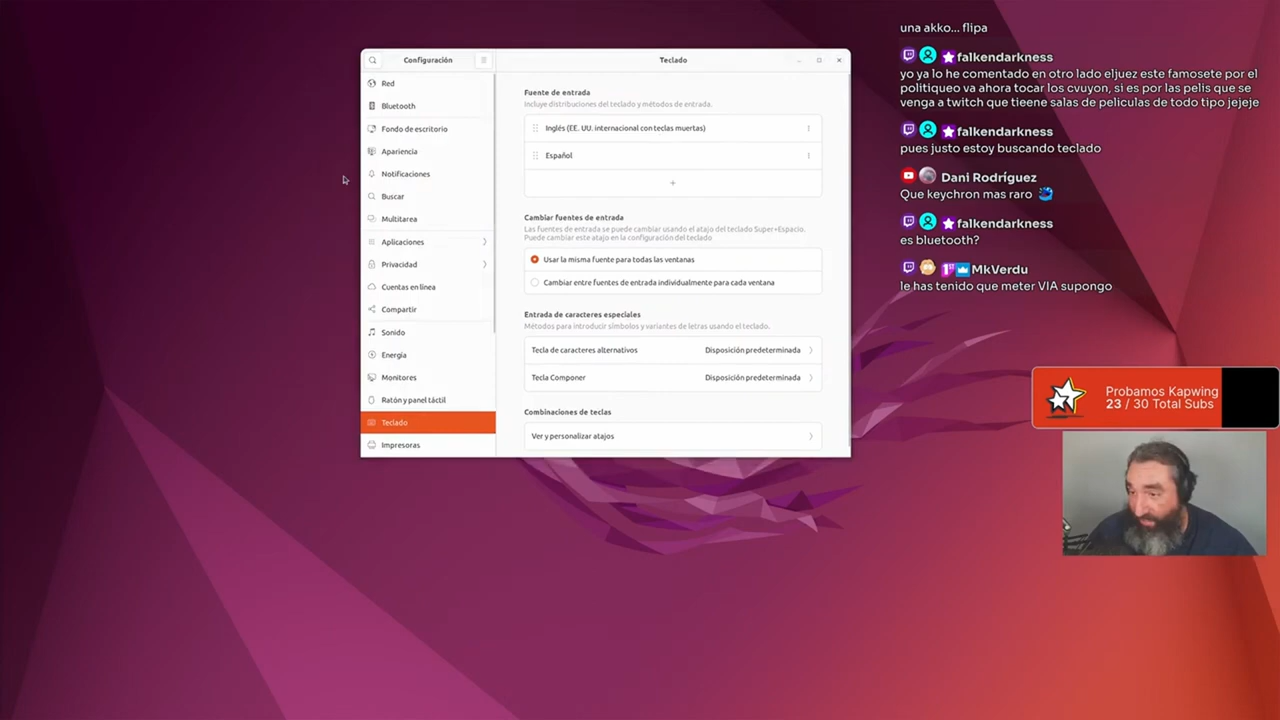 Configuración
Red
Bluetooth
Fondo de escritorio
Apariencia
Notificaciones
Buscar
Multitarea
Aplicaciones
Privacidad
Cuentas en línea
Compartir
Sonido
Energía
Monitores
Ratón y panel táctil
Teclado
Impresoras
Teclado
Fuente de entrada
Incluye distribuciones del teclado y métodos de entrada.
Inglés (EE. UU. internacional con teclas muertas)
Español
+
Cambiar fuentes de entrada
Las fuentes de entrada se puede cambiar usando el atajo del teclado Super+Espacio.
Puede cambiar este atajo en la configuración del teclado
Usar la misma fuente para todas las ventanas
Cambiar entre fuentes de entrada individualmente para cada ventana
Entrada de caracteres especiales
Métodos para introducir símbolos y variantes de letras usando el teclado.
Tecla de caracteres alternativos Disposición predeterminada
Tecla Componer Disposición predeterminada
Combinaciones de teclas
Ver y personalizar atajos
una akko... flipa
falkendarkness
yo ya lo he comentado en otro lado eljuez este famosete por el
politiqueo va ahora tocar los cvuyon, si es por las pelis que se
venga a twitch que tieene salas de peliculas de todo tipo jejeje
falkendarkness
pues justo estoy buscando teclado
Dani Rodríguez
Que keychron mas raro
falkendarkness
es bluetooth?
1st MkVerdu
le has tenido que meter VIA supongo
Probamos Kapwing
23 / 30 Total Subs